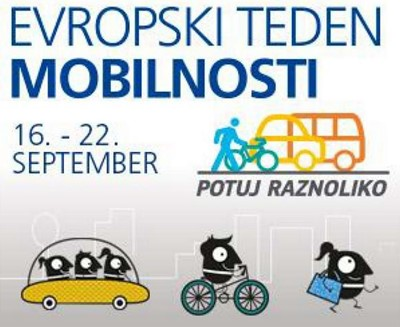 EVROPSKI TEDEN
MOBILNOSTI
16. - 22.
SEPTEMBER
POTUJ RAZNOLIKO